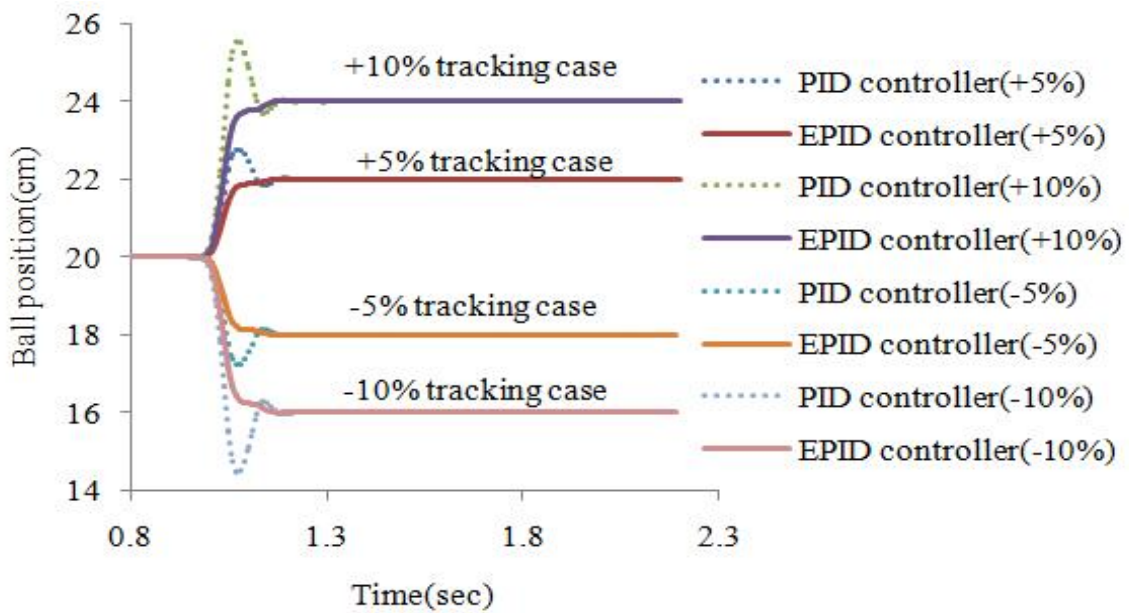 26
24
22
20
18
16
14
Ball position(cm)
0.8
1.3
1.8
2.3
Time(sec)
+10% tracking case
+5% tracking case
-5% tracking case
-10% tracking case
PID controller(+5%)
EPID controller(+5%)
PID controller(+10%)
EPID controller(+10%)
PID controller(-5%)
EPID controller(-5%)
PID controller(-10%)
EPID controller(-10%)